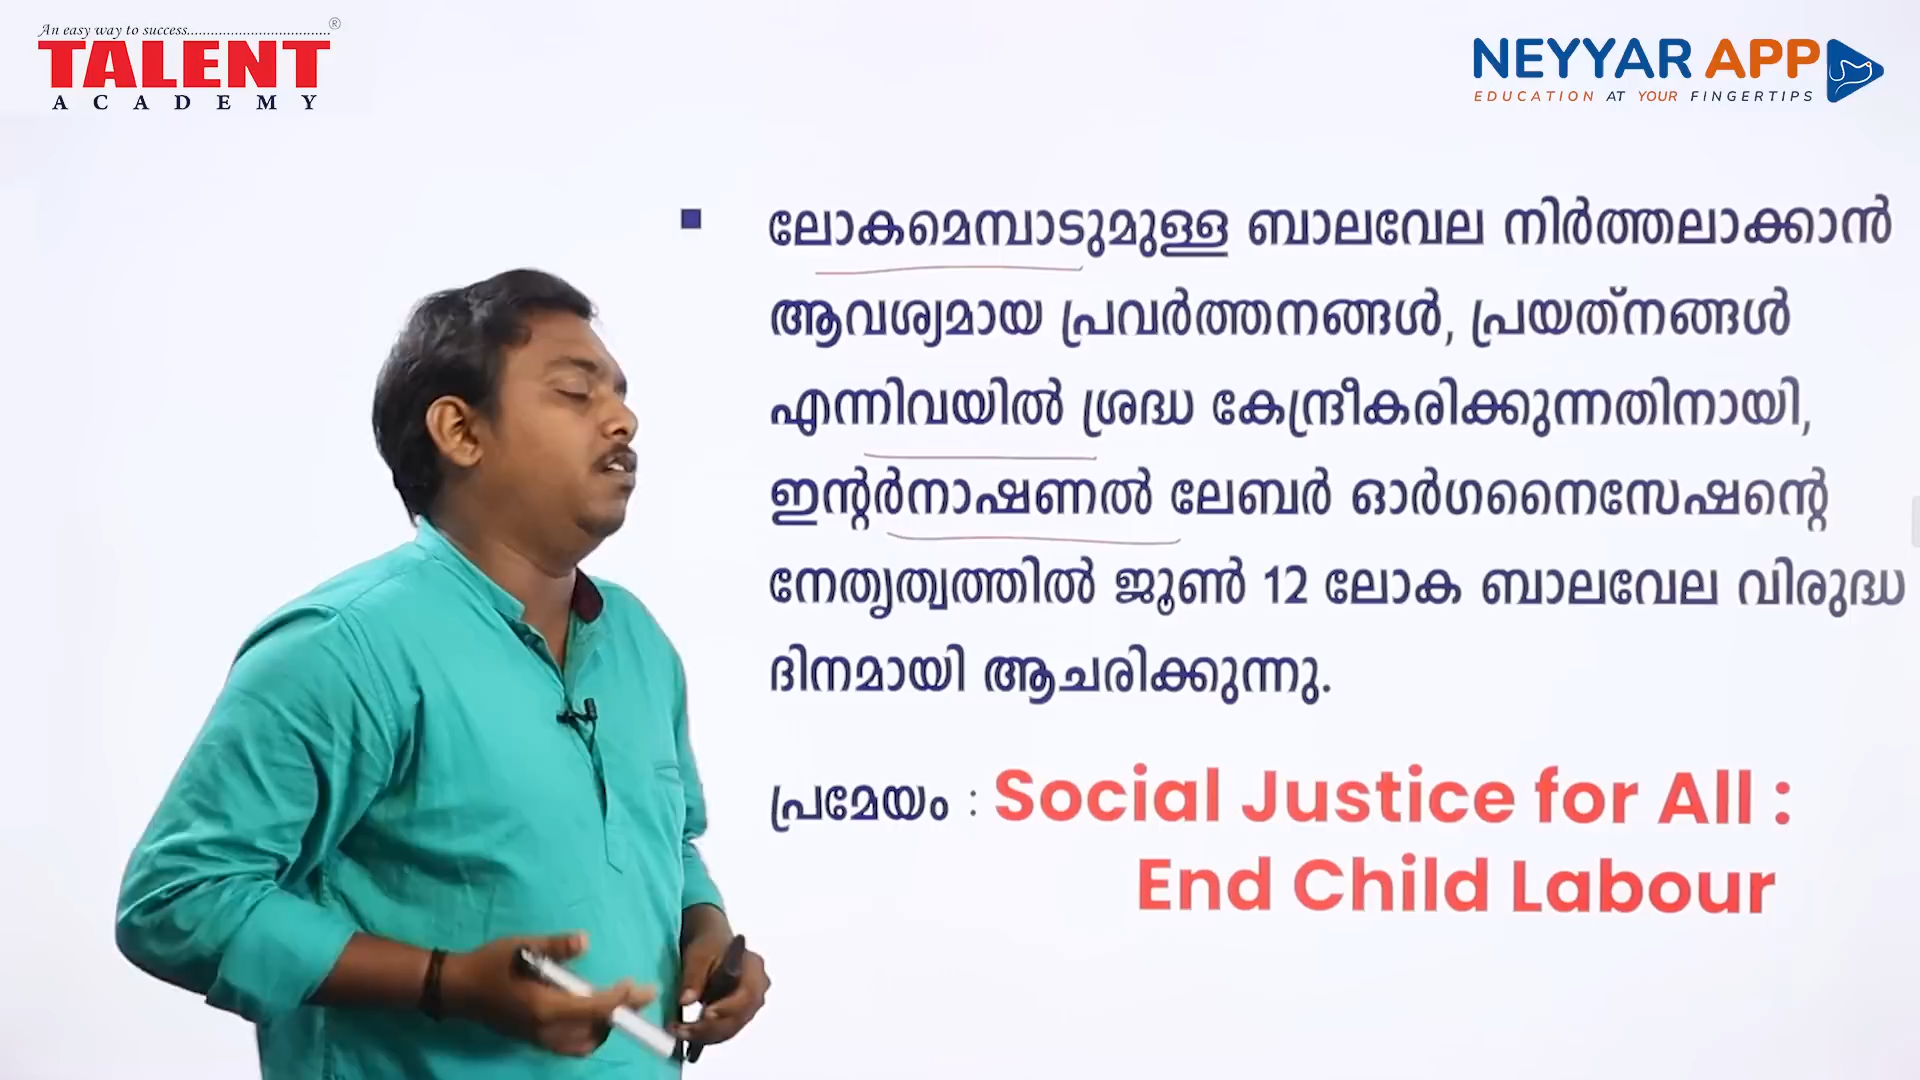 An easy way to success..................................... ®
TALENT
ACADEMY
NEYYAR APP
EDUCATION AT YOUR FINGERTIPS
ലോകമെമ്പാടുമുള്ള ബാലവേല നിർത്തലാക്കാൻ
ആവശ്യമായ പ്രവർത്തനങ്ങൾ, പ്രയത്നങ്ങൾ
എന്നിവയിൽ ശ്രദ്ധ കേന്ദ്രീകരിക്കുന്നതിനായി,
ഇന്റർനാഷണൽ ലേബർ ഓർഗനൈസേഷന്റെ
നേതൃത്വത്തിൽ ജൂൺ 12 ലോക ബാലവേല വിരുദ്ധ
ദിനമായി ആചരിക്കുന്നു.
പ്രമേയം : Social Justice for All :
End Child Labour